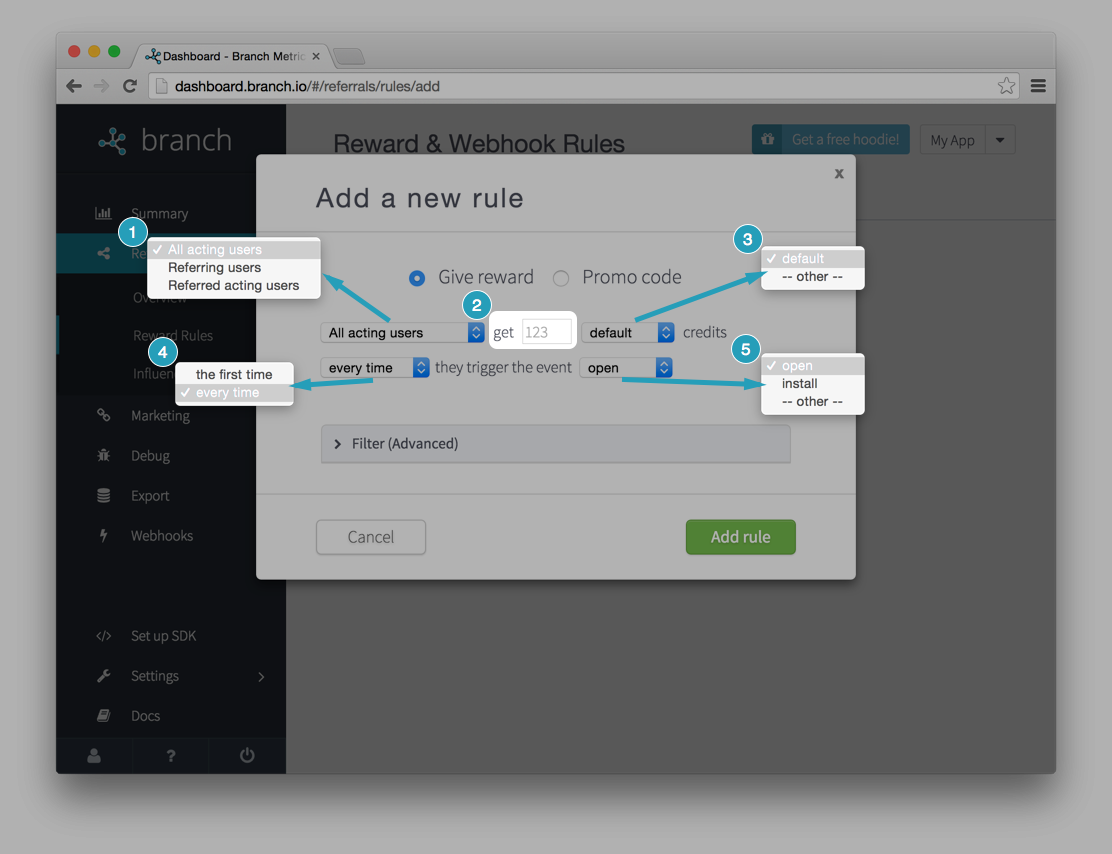 Dashboard - Branch Metric
dashboard.branch.io/#/referrals/rules/add
branch
Reward & Webhook Rules
Get a free hoodie!
My App
x
Add a new rule
Summary
1
All acting users
Referring users
Referred acting users
Give reward
Promo code
3
default
-- other --
Overview
2
All acting users
get
123
default
credits
Reward Rules
4
the first time
every time
every time
they trigger the event
open
5
open
install
-- other --
Marketing
Filter (Advanced)
Debug
Export
Webhooks
Cancel
Add rule
Set up SDK
Settings
Docs
?